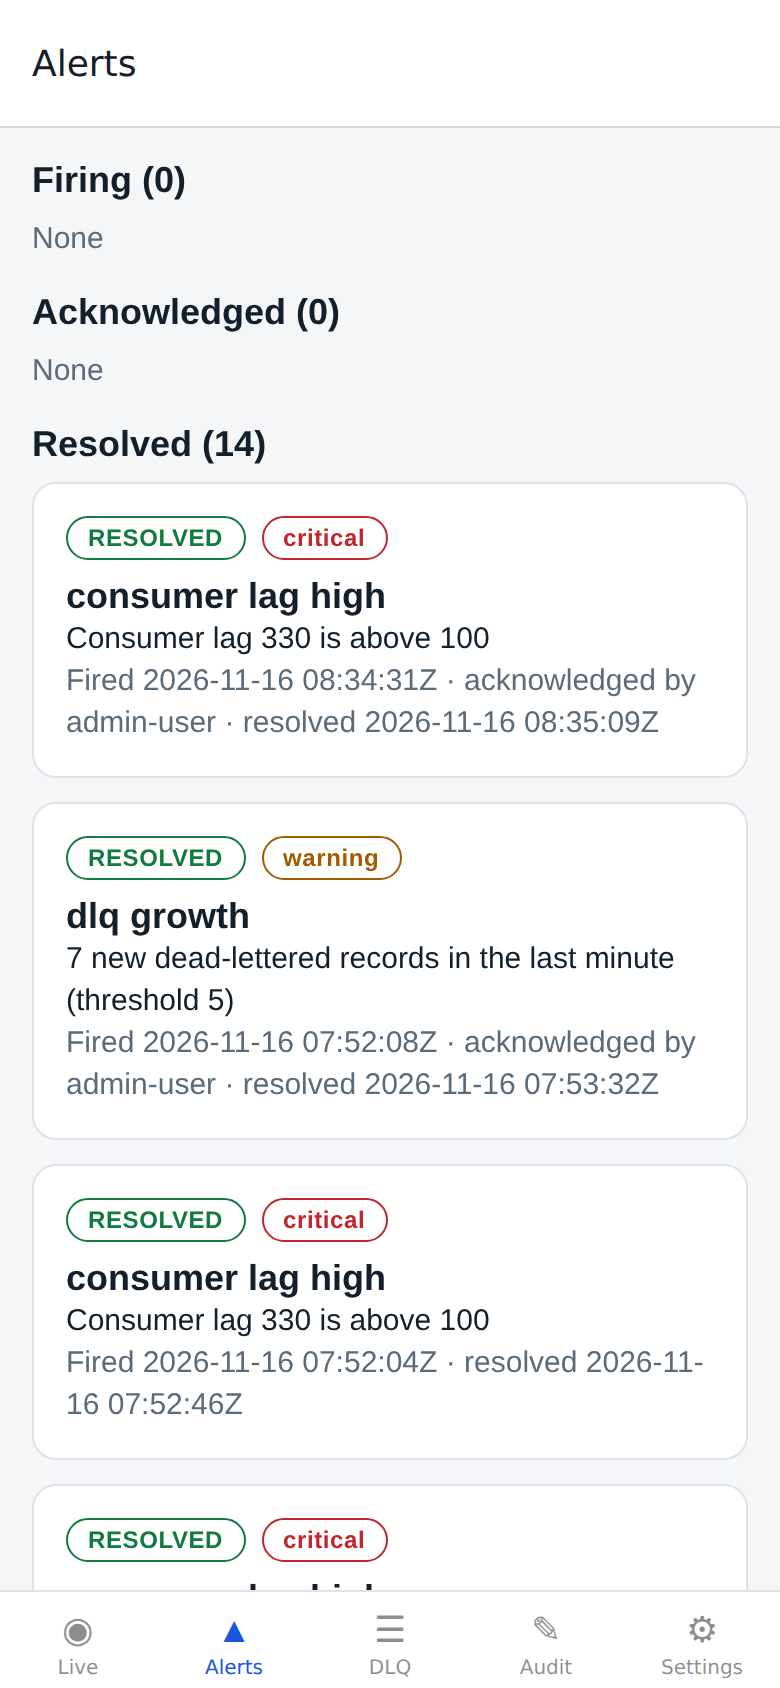 Alerts
Firing (0)
None
Acknowledged (0)
None
Resolved (14)
RESOLVED critical
consumer lag high
Consumer lag 330 is above 100
Fired 2026-11-16 08:34:31Z · acknowledged by
admin-user · resolved 2026-11-16 08:35:09Z
RESOLVED warning
dlq growth
7 new dead-lettered records in the last minute
(threshold 5)
Fired 2026-11-16 07:52:08Z · acknowledged by
admin-user · resolved 2026-11-16 07:53:32Z
RESOLVED critical
consumer lag high
Consumer lag 330 is above 100
Fired 2026-11-16 07:52:04Z · resolved 2026-11-
16 07:52:46Z
RESOLVED critical
Live Alerts DLQ Audit Settings